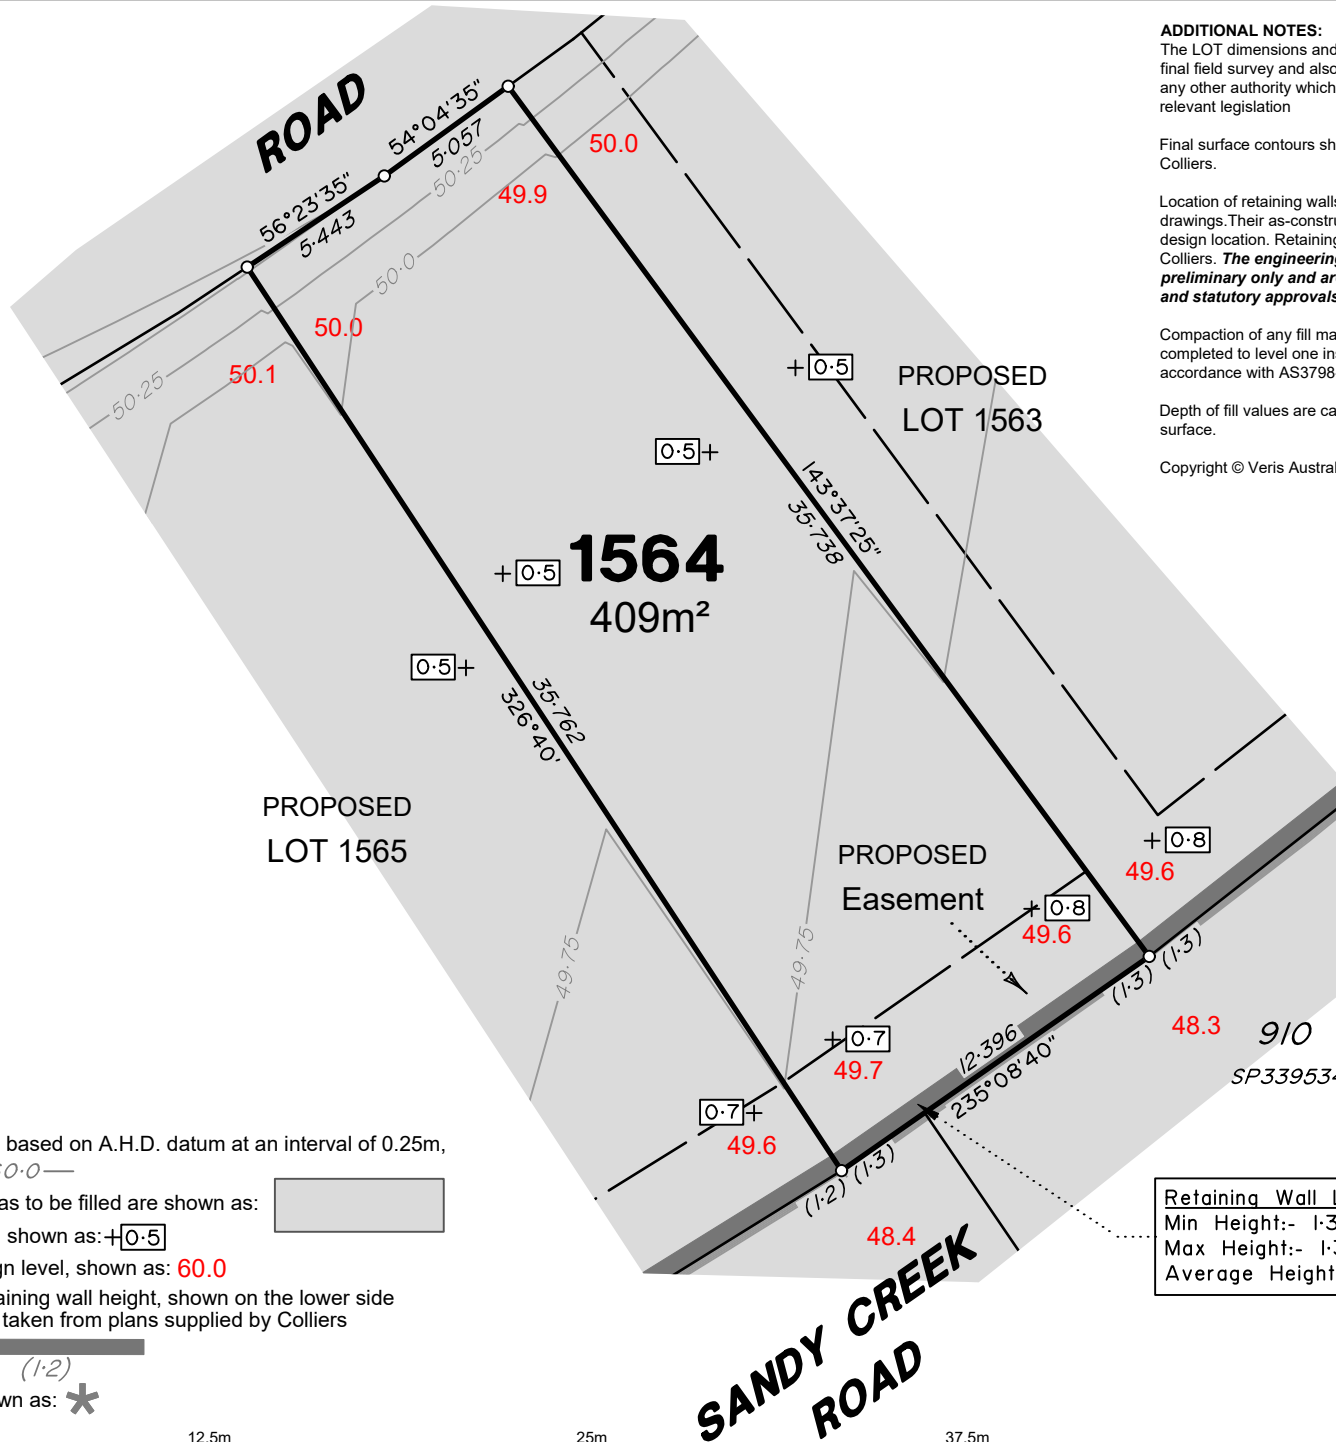 ADDITIONAL NOTES:
The LOT dimensions and
final field survey and also
any other authority which
relevant legislation
Final surface contours sh
Colliers.
Location of retaining walls
drawings.Their as-constru
design location. Retaining
Colliers. The engineering
preliminary only and ar
and statutory approvals
Compaction of any fill ma
completed to level one ins
accordance with AS3798-
Depth of fill values are ca
surface.
Copyright © Veris Austral
ROAD
54°04'35"
5·057
50·25
56°23'35"
5·443
50.0
49.9
50·0
50.0
50.1
50·25
0·5
PROPOSED
LOT 1563
0·5
143°37'25"
35·738
1564
409m²
0·5
0·5
35·762
326°40'
PROPOSED
LOT 1565
PROPOSED
Easement
0·8
49.6
0·8
49.6
49·75
49·75
(1·3)
(1·3)
48.3
910
SP339534
0·7
49.7
12·396
235°08'40"
0·7
49.6
(1·3)
(1·2)
48.4
SANDY CREEK
ROAD
Retaining Wall L
Min Height:- 1·3
Max Height:- 1·3
Average Height
based on A.H.D. datum at an interval of 0.25m,
60·0
as to be filled are shown as:
shown as: 0·5
gn level, shown as: 60.0
aining wall height, shown on the lower side
taken from plans supplied by Colliers
(1·2)
wn as:
12.5m 25m 37.5m